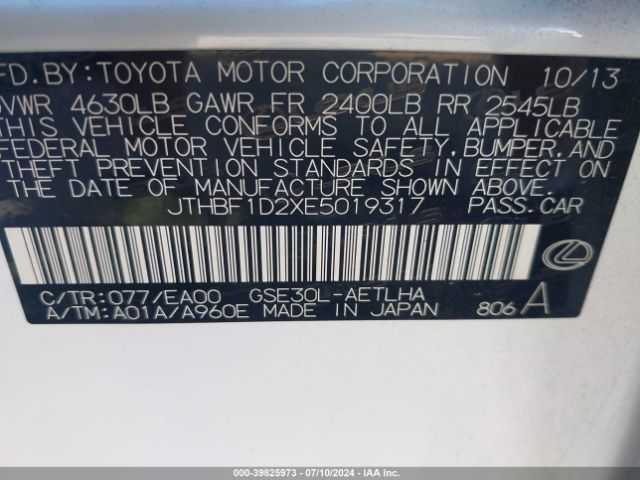 MFD.BY:TOYOTA MOTOR CORPORATION 10/13
GVWR 4630LB GAWR FR 2400LB RR 2545LB
THIS VEHICLE CONFORMS TO ALL APPLICABLE
FEDERAL MOTOR VEHICLE SAFETY,BUMPER,AND
THEFT PREVENTION STANDARDS IN EFFECT ON
THE DATE OF MANUFACTURE SHOWN ABOVE.
JTHBF1D2XE5019317 PASS.CAR
C/TR:077/EA00 GSE30L-AETLHA
A/TM:A01A/A960E MADE IN JAPAN 806 A
000-39825973 - 07/10/2024 - IAA Inc.